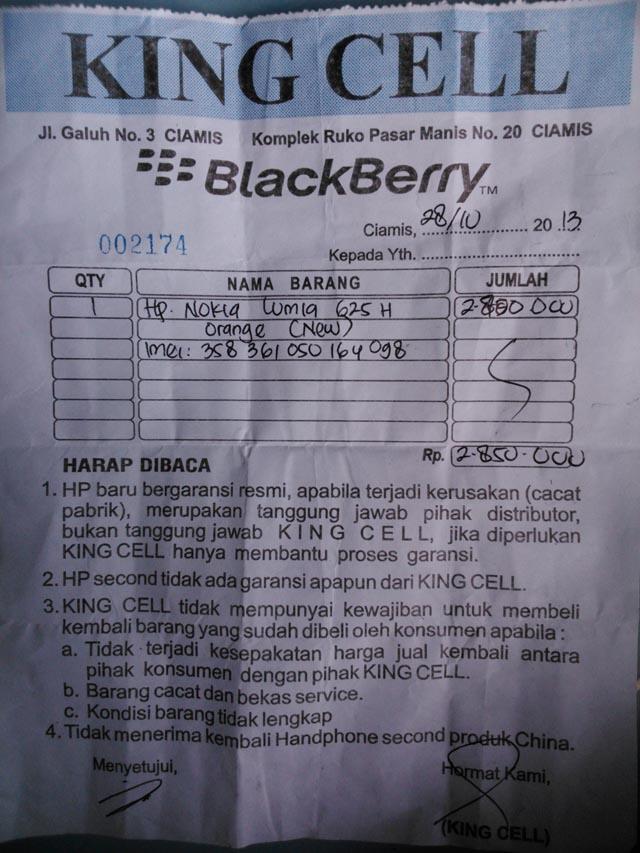 KING CELL
Jl. Galuh No. 3 CIAMIS Komplek Ruko Pasar Manis No. 20 CIAMIS
BlackBerry TM
Ciamis, 28/10 20 13
002174
Kepada Yth.
QTY NAMA BARANG JUMLAH
1 Hp. Nokia Lumia 625 H 2.800 000
Orange (New)
Imei: 358 361 050 164 098
Rp. 2.850.000
HARAP DIBACA
1. HP baru bergaransi resmi, apabila terjadi kerusakan (cacat
pabrik), merupakan tanggung jawab pihak distributor,
bukan tanggung jawab KING CELL, jika diperlukan
KING CELL hanya membantu proses garansi.
2. HP second tidak ada garansi apapun dari KING CELL.
3. KING CELL tidak mempunyai kewajiban untuk membeli
kembali barang yang sudah dibeli oleh konsumen apabila :
a. Tidak terjadi kesepakatan harga jual kembali antara
pihak konsumen dengan pihak KING CELL.
b. Barang cacat dan bekas service.
c. Kondisi barang tidak lengkap
4. Tidak menerima kembali Handphone second produk China.
Menyetujui,
Hormat Kami,
(KING CELL)